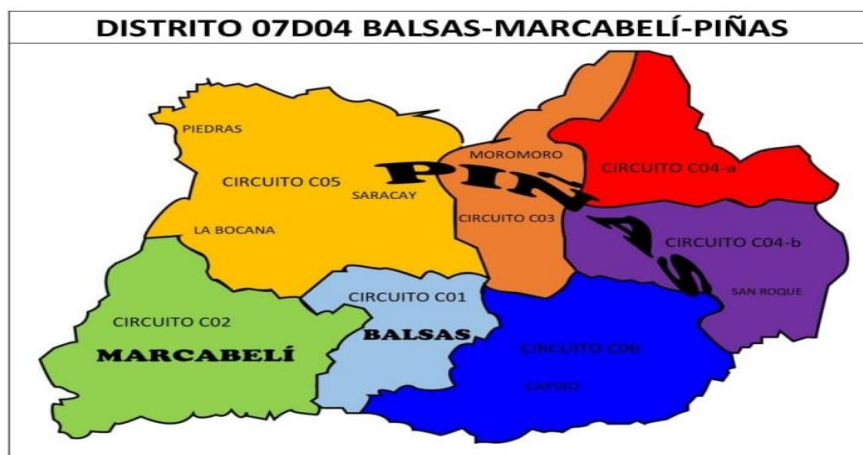 DISTRITO 07D04 BALSAS-MARCABELÍ-PIÑAS
PIEDRAS
MOROMORO
CIRCUITO C04-a
CIRCUITO C05
PIÑAS
SARACAY
CIRCUITO C03
LA BOCANA
CIRCUITO C04-b
SAN ROQUE
CIRCUITO C01
CIRCUITO C02
BALSAS
MARCABELÍ
CIRCUITO C06
CAPIRO